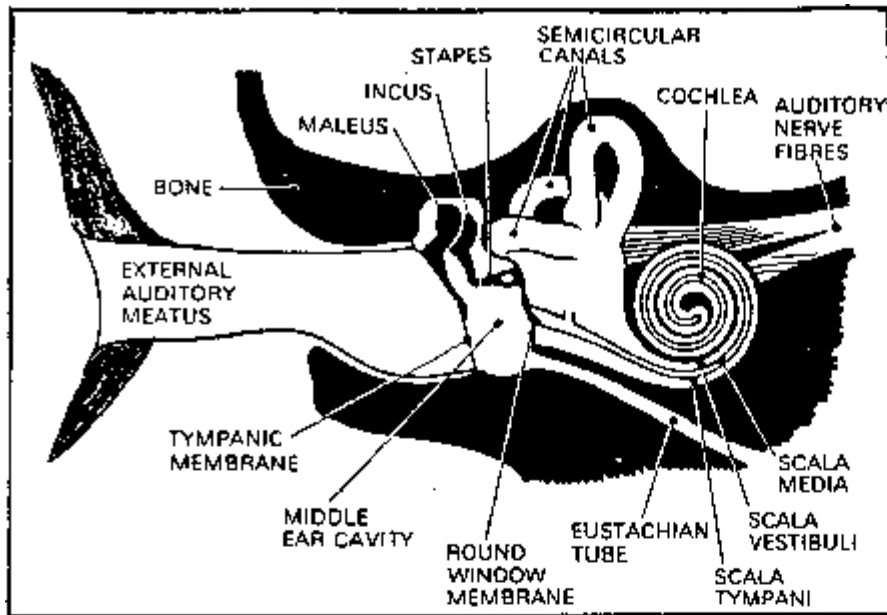 SEMICIRCULAR
CANALS
STAPES
INCUS
MALEUS
COCHLEA
AUDITORY
NERVE
FIBRES
BONE
EXTERNAL
AUDITORY
MEATUS
TYMPANIC
MEMBRANE
MIDDLE
EAR CAVITY
ROUND
WINDOW
MEMBRANE
EUSTACHIAN
TUBE
SCALA
MEDIA
SCALA
VESTIBULI
SCALA
TYMPANI